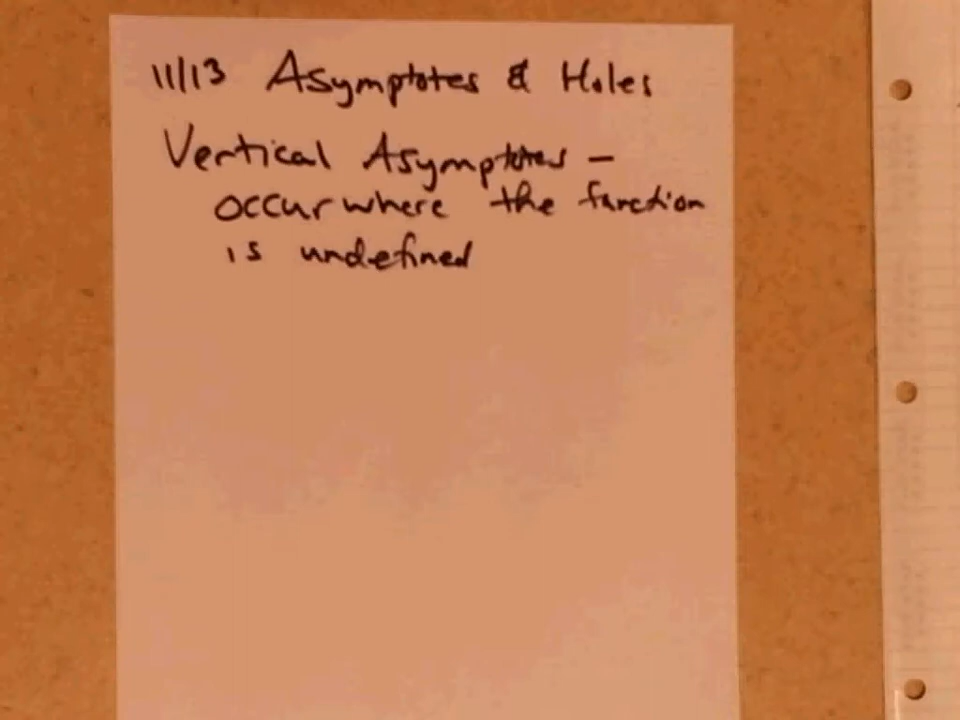 11/13 Asymptotes & Holes
Vertical Asymptotes -
occur where the function
is undefined